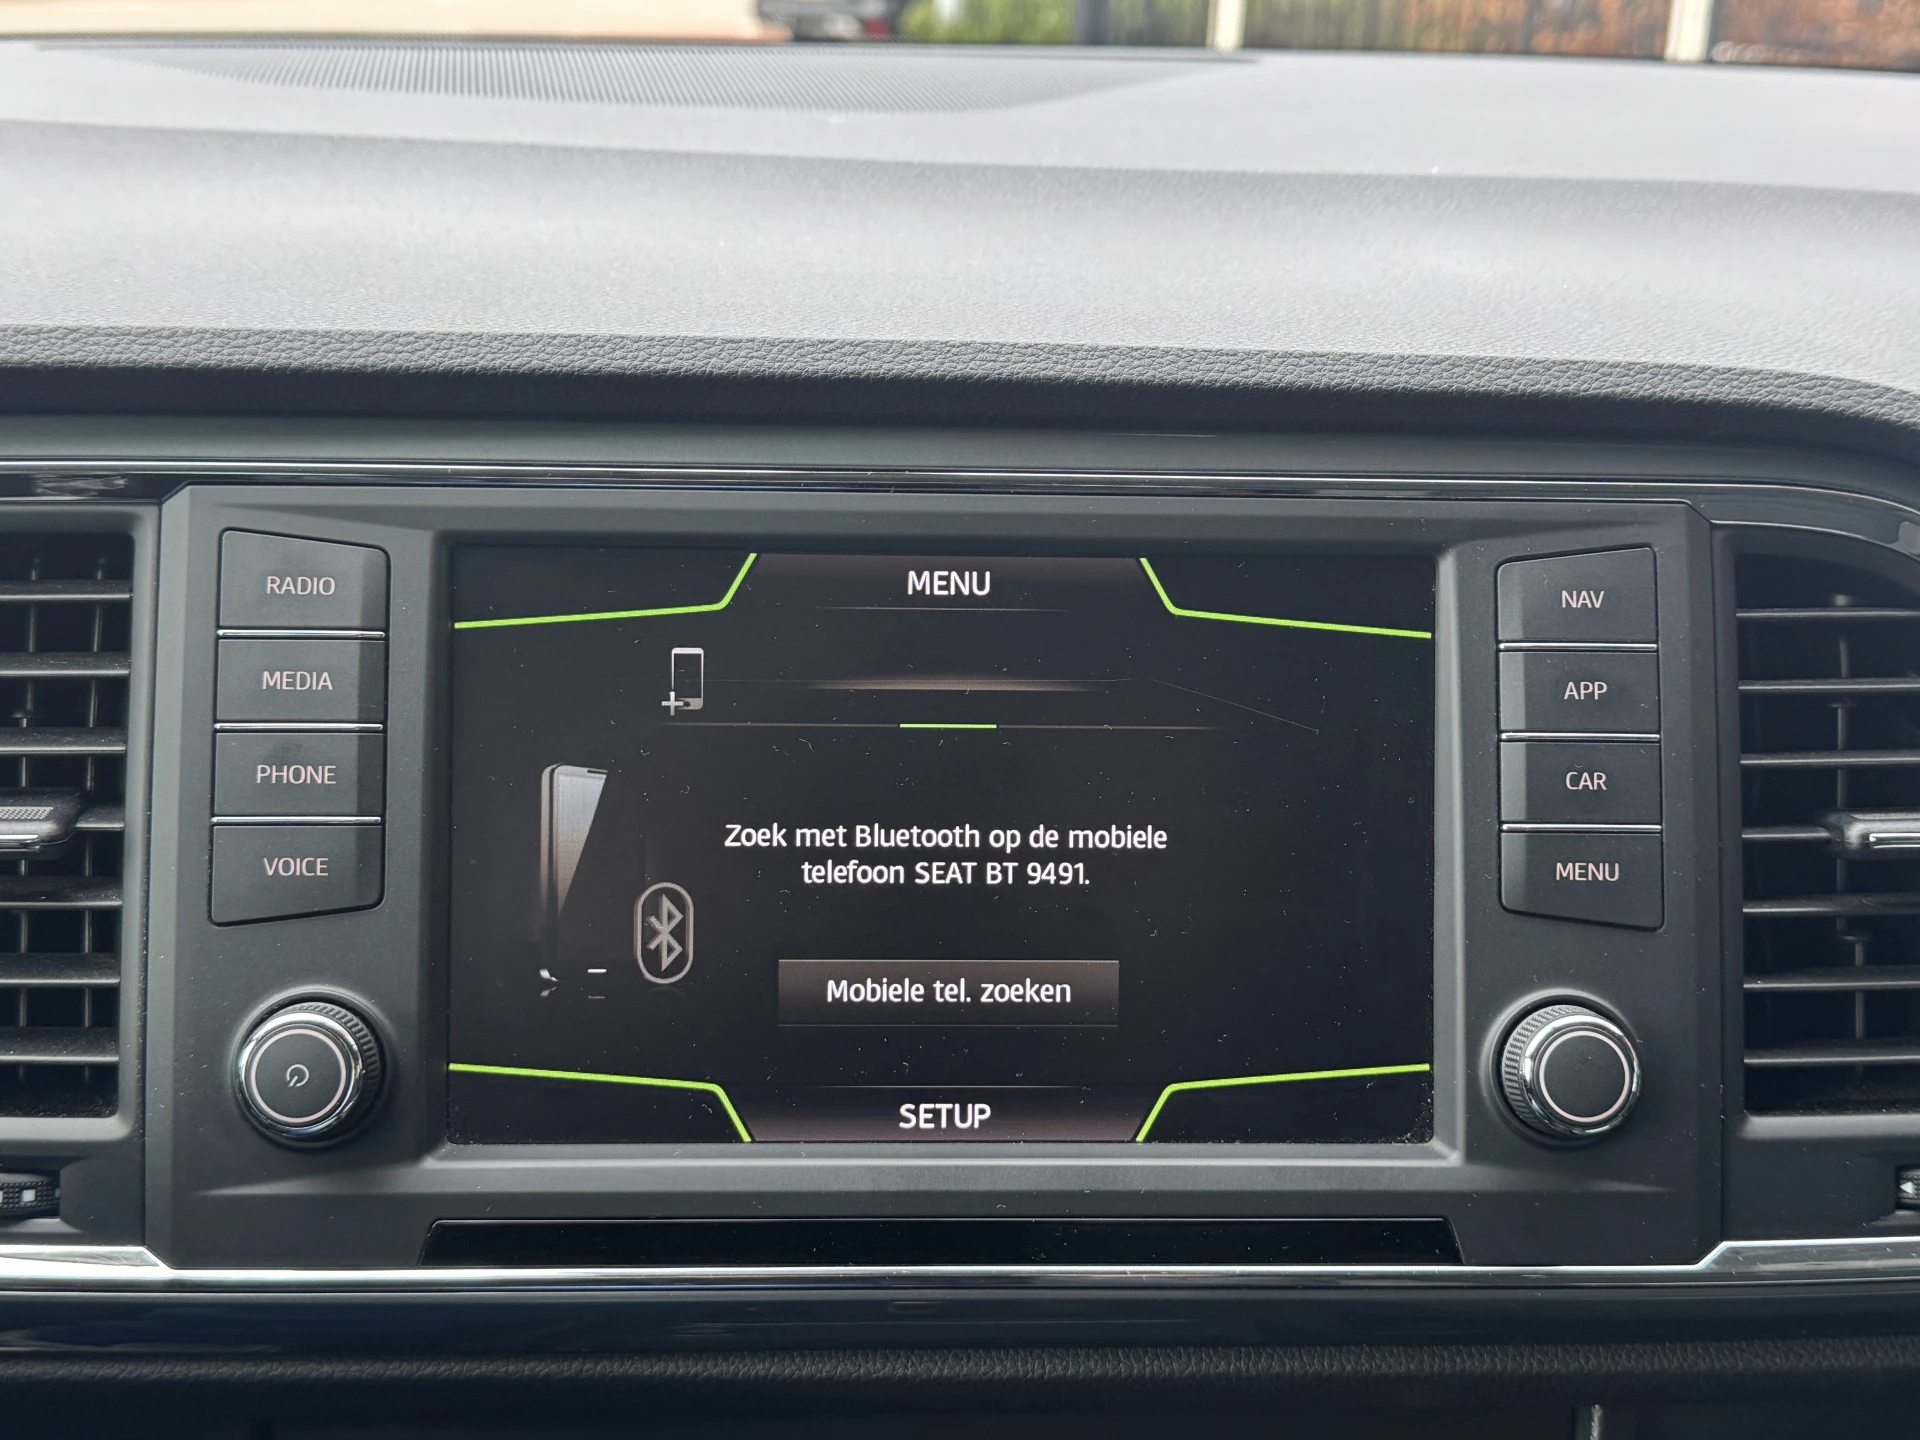 RADIO
MEDIA
PHONE
VOICE
MENU
Zoek met Bluetooth op de mobiele
telefoon SEAT BT 9491.
Mobiele tel. zoeken
SETUP
NAV
APP
CAR
MENU